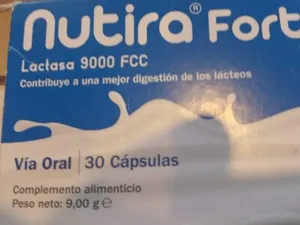 nutira® Fort
Lactasa 9000 FCC
Contribuye a una mejor digestión de los lácteos
Vía Oral | 30 Cápsulas
Complemento alimenticio
Peso neto: 9,00 g ℮